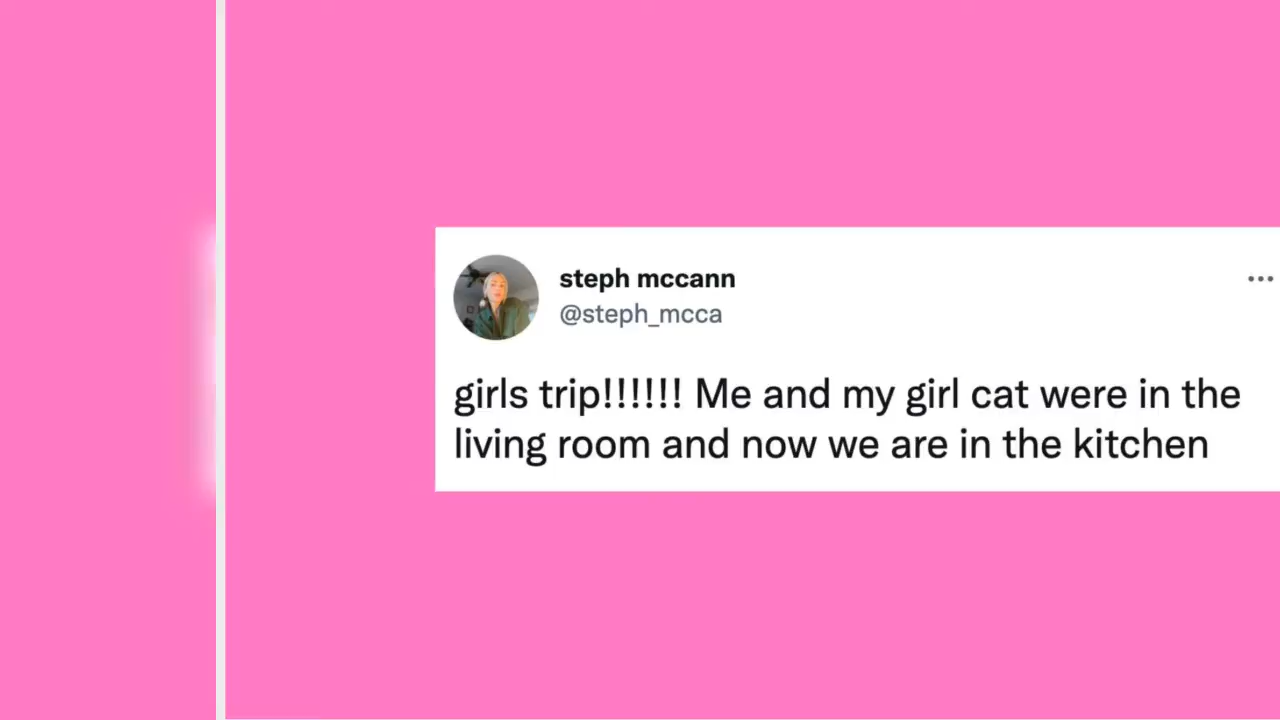 steph mccann
@steph_mcca
girls trip!!!!!! Me and my girl cat were in the
living room and now we are in the kitchen